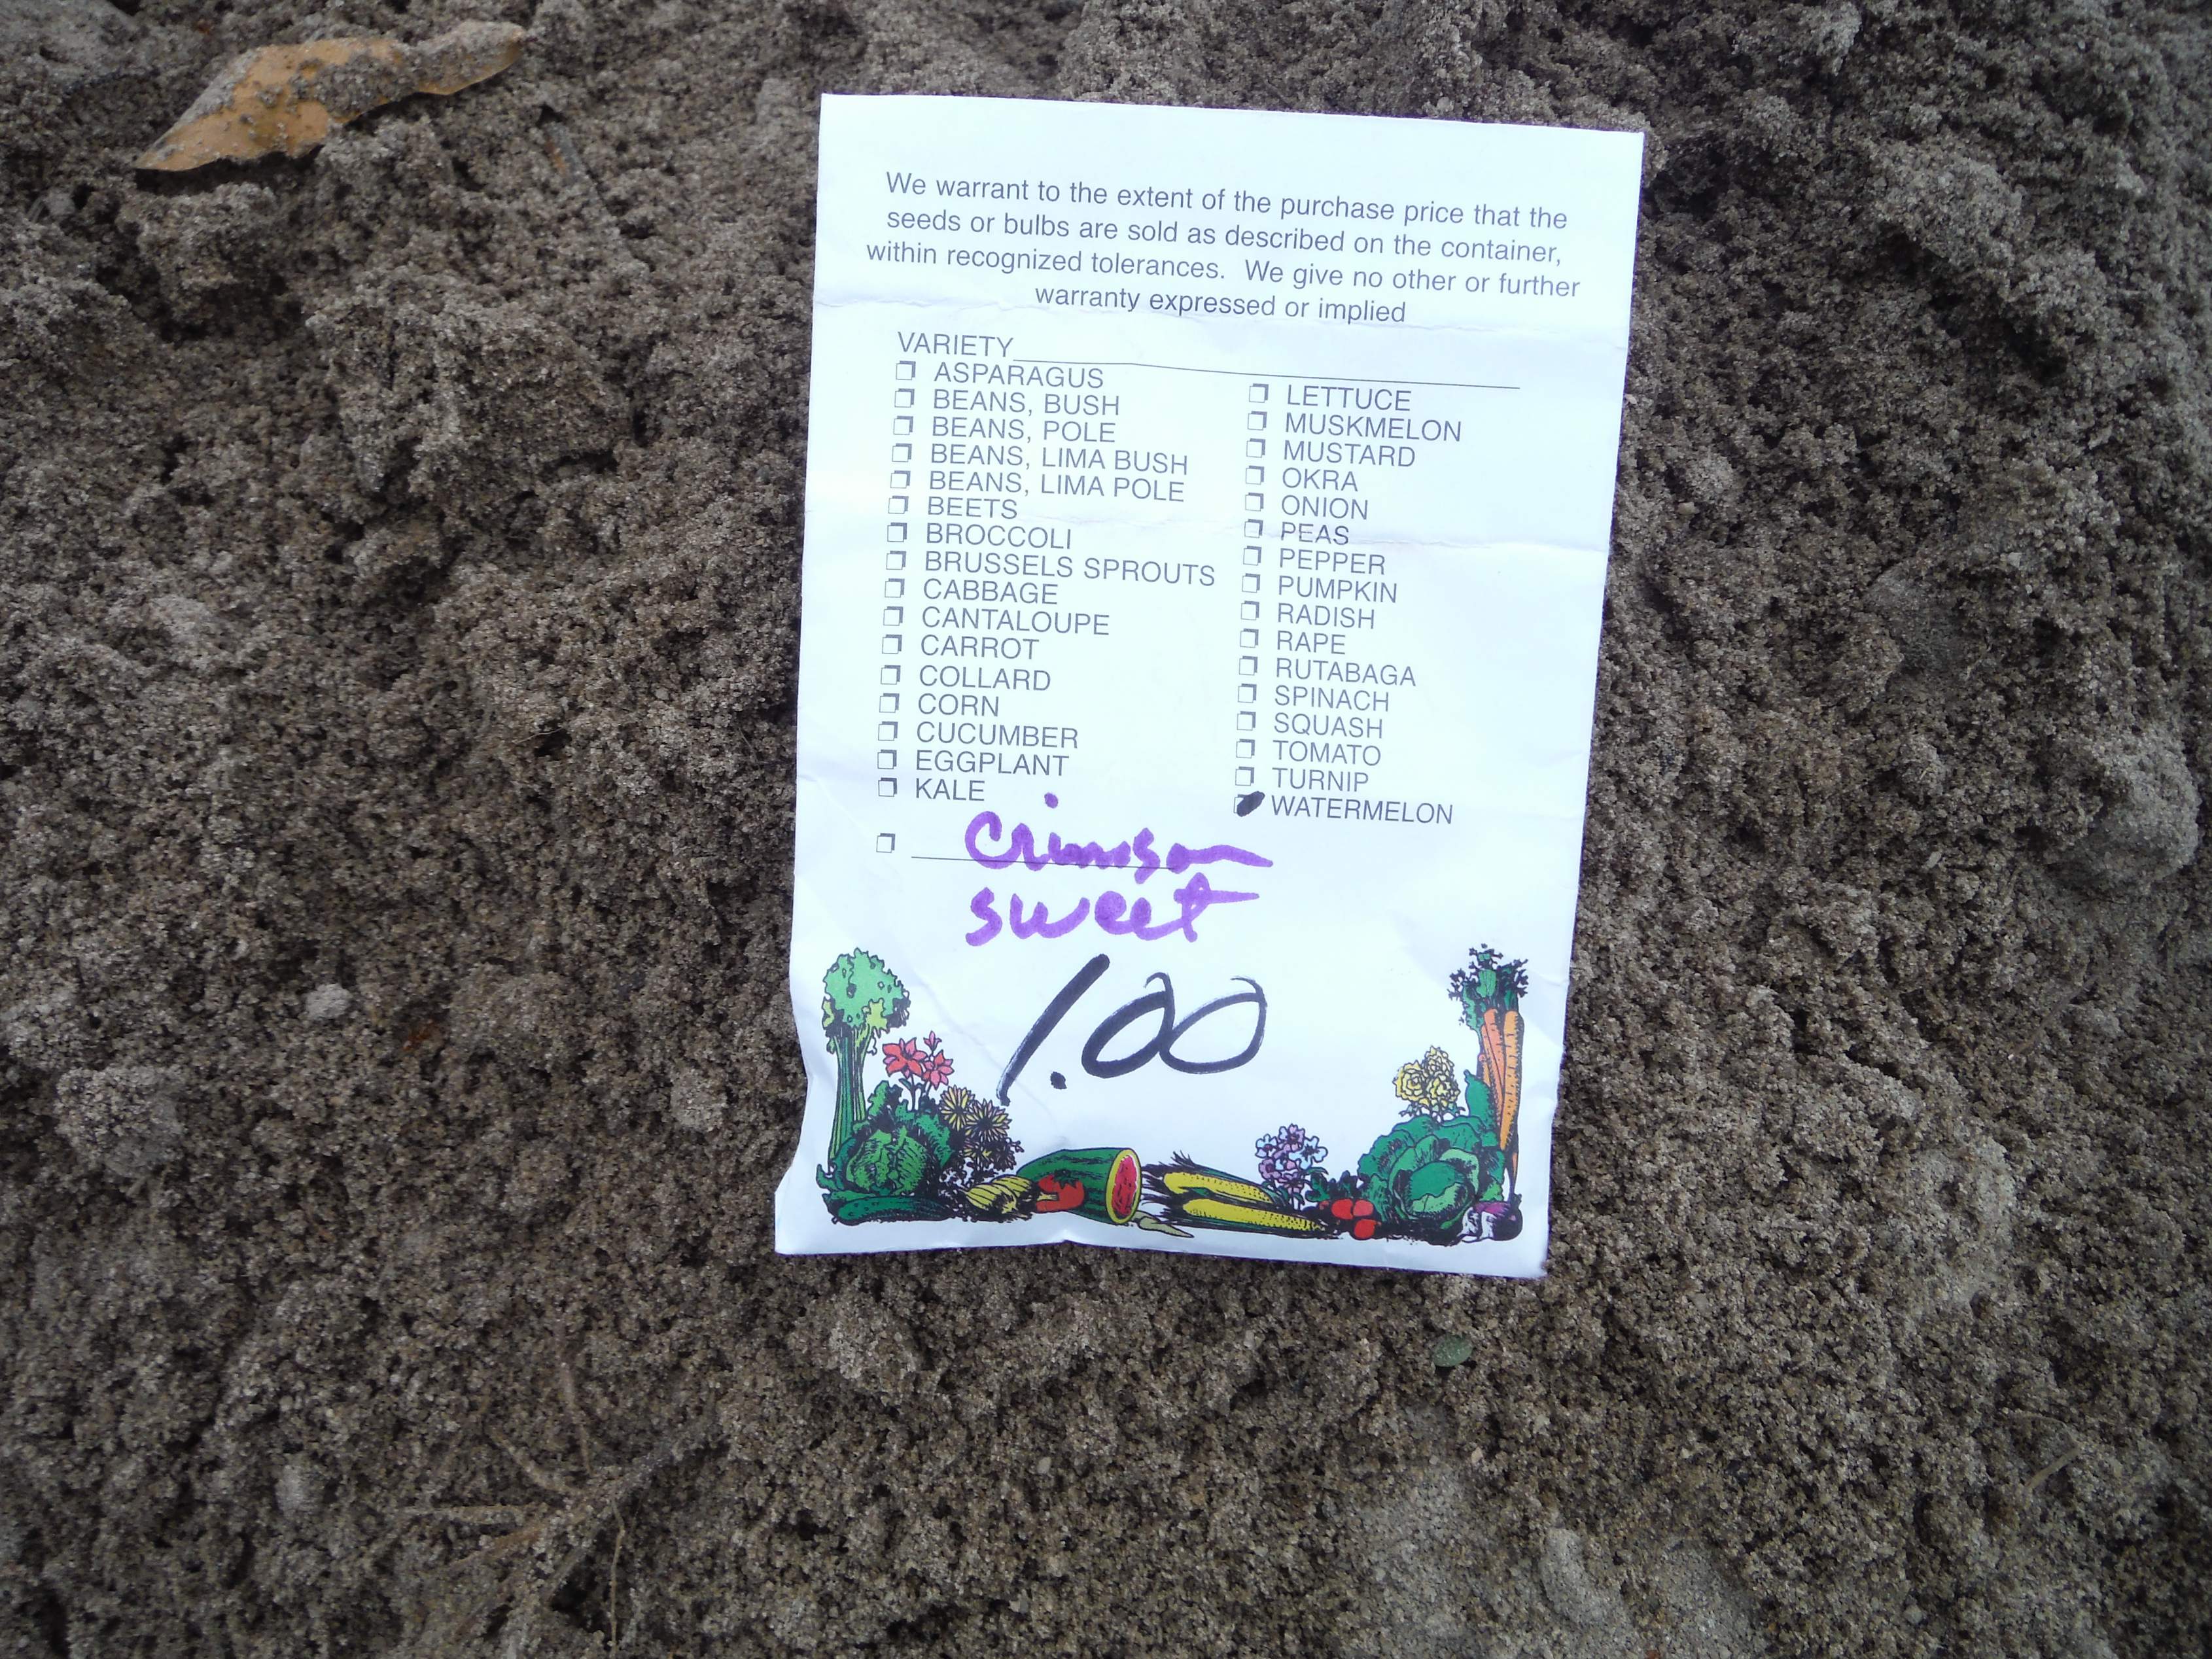 We warrant to the extent of the purchase price that the
seeds or bulbs are sold as described on the container,
within recognized tolerances. We give no other or further
warranty expressed or implied
VARIETY
ASPARAGUS
BEANS, BUSH
BEANS, POLE
BEANS, LIMA BUSH
BEANS, LIMA POLE
BEETS
BROCCOLI
BRUSSELS SPROUTS
CABBAGE
CANTALOUPE
CARROT
COLLARD
CORN
CUCUMBER
EGGPLANT
KALE
LETTUCE
MUSKMELON
MUSTARD
OKRA
ONION
PEAS
PEPPER
PUMPKIN
RADISH
RAPE
RUTABAGA
SPINACH
SQUASH
TOMATO
TURNIP
WATERMELON
Crimson
sweet
1.00